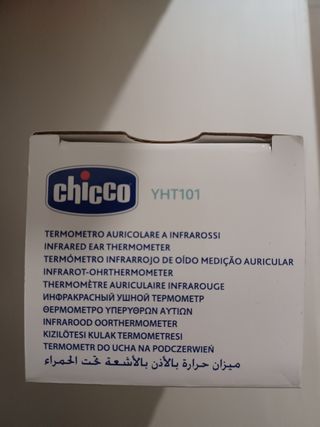 chicco
YHT101
TERMOMETRO AURICOLARE A INFRAROSSI
INFRARED EAR THERMOMETER
TERMÓMETRO INFRARROJO DE OÍDO MEDIÇÃO AURICULAR
INFRAROT-OHRTHERMOMETER
THERMOMÈTRE AURICULAIRE INFRAROUGE
ИНФРАКРАСНЫЙ УШНОЙ ТЕРМОМЕТР
ΘΕΡΜΟΜΕΤΡΟ ΥΠΕΡΥΘΡΩΝ ΑΥΤΙΩΝ
INFRAROOD OORTHERMOMETER
KIZILÖTESI KULAK TERMOMETRESI
TERMOMETR DO UCHA NA PODCZERWIEŃ
ميزان حرارة بالأذن بالأشعة تحت الحمراء